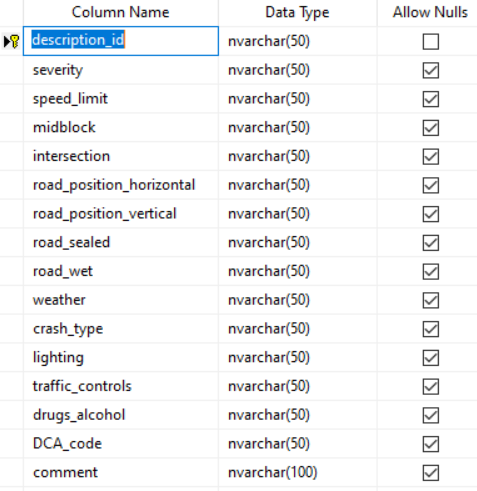 Column Name Data Type Allow Nulls
description_id nvarchar(50)
severity nvarchar(50)
speed_limit nvarchar(50)
midblock nvarchar(50)
intersection nvarchar(50)
road_position_horizontal nvarchar(50)
road_position_vertical nvarchar(50)
road_sealed nvarchar(50)
road_wet nvarchar(50)
weather nvarchar(50)
crash_type nvarchar(50)
lighting nvarchar(50)
traffic_controls nvarchar(50)
drugs_alcohol nvarchar(50)
DCA_code nvarchar(50)
comment nvarchar(100)